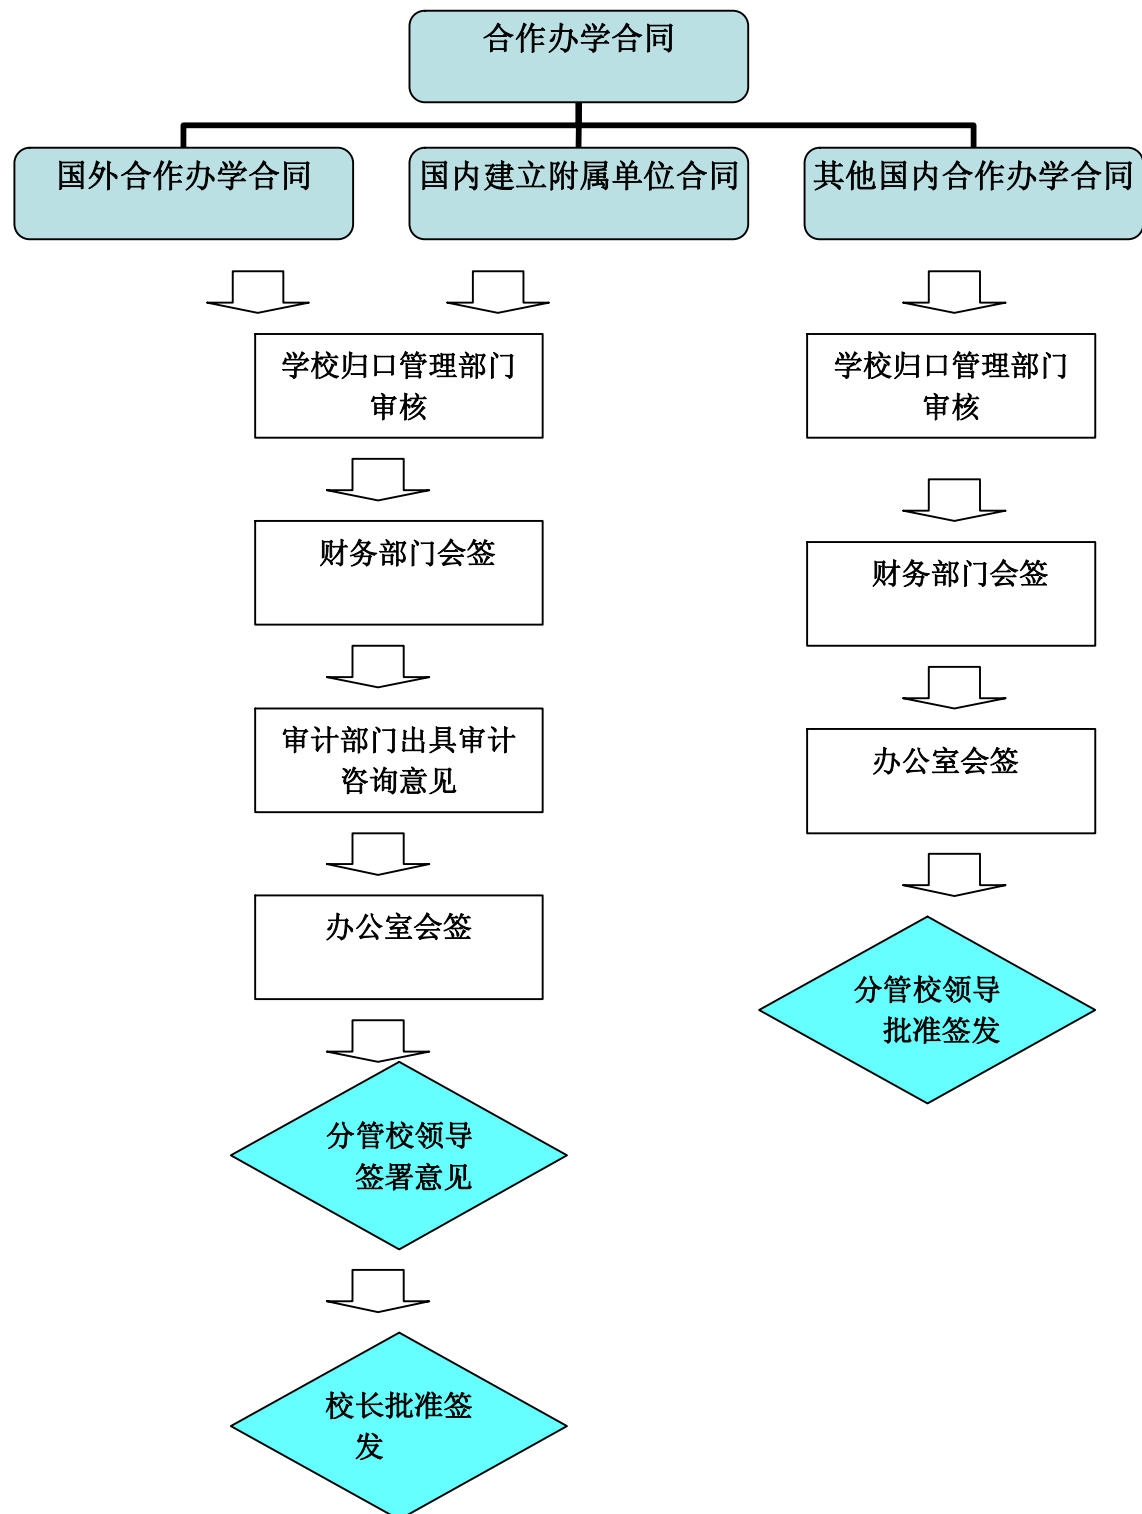 合作办学合同
国外合作办学合同
国内建立附属单位合同
其他国内合作办学合同
学校归口管理部门
审核
财务部门会签
审计部门出具审计
咨询意见
办公室会签
分管校领导
签署意见
校长批准签
发
学校归口管理部门
审核
财务部门会签
办公室会签
分管校领导
批准签发